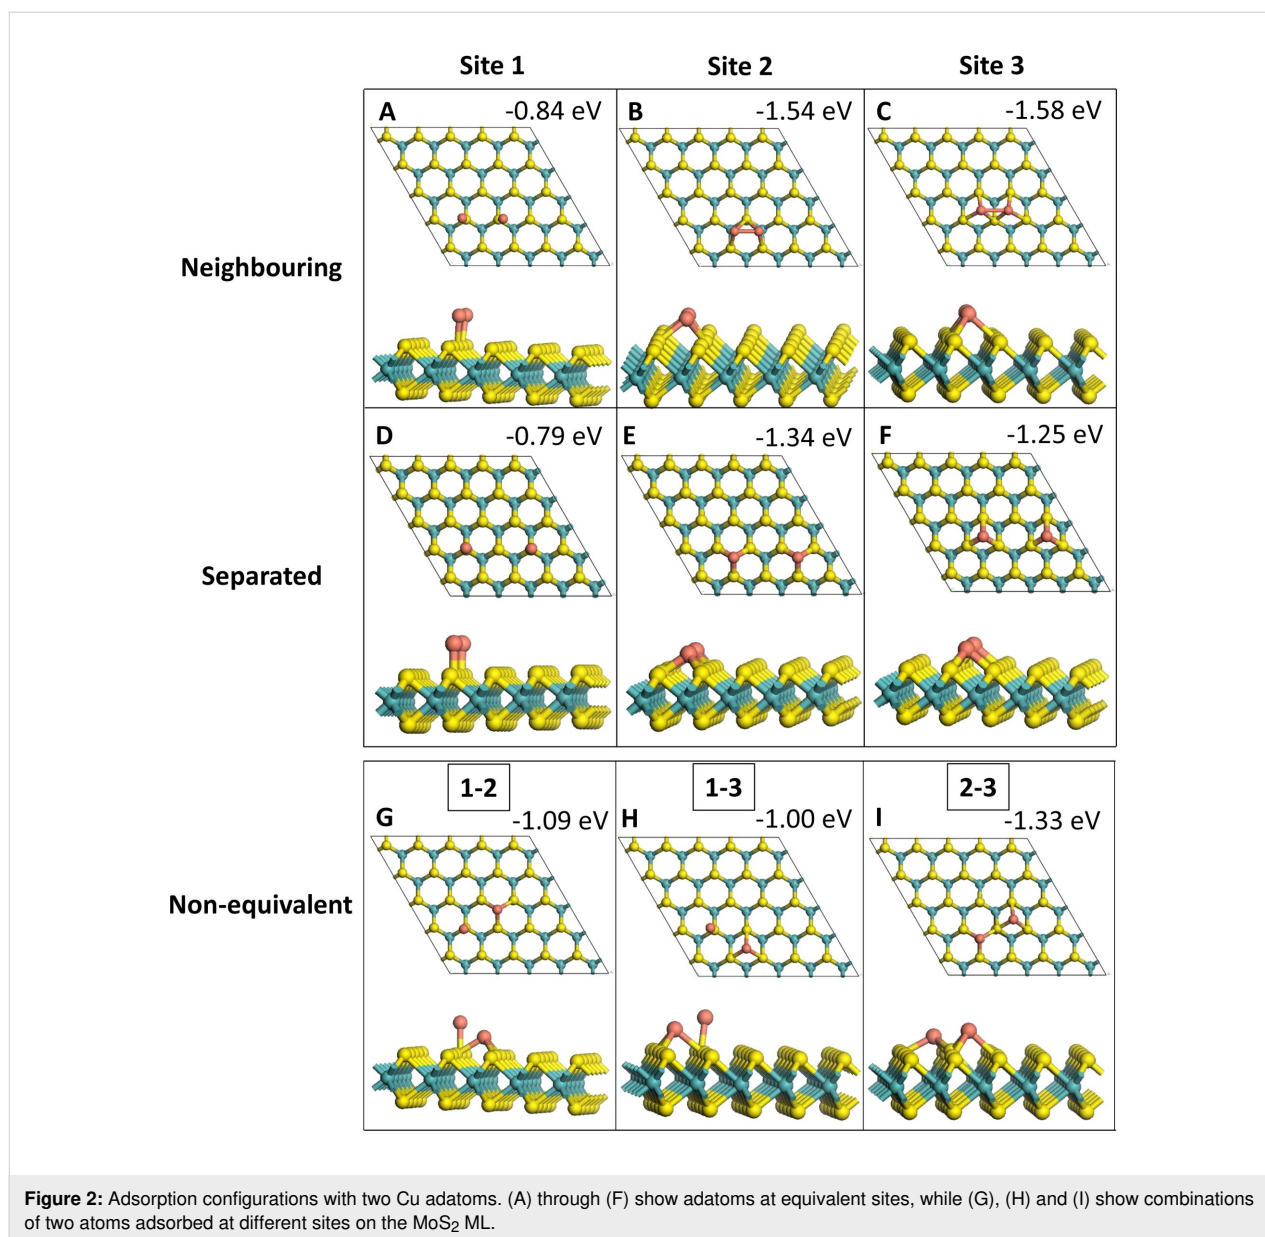 Site 1 Site 2 Site 3
A -0.84 eV B -1.54 eV C -1.58 eV
Neighbouring
D -0.79 eV E -1.34 eV F -1.25 eV
Separated
1-2 1-3 2-3
G -1.09 eV H -1.00 eV I -1.33 eV
Non-equivalent
Figure 2: Adsorption configurations with two Cu adatoms. (A) through (F) show adatoms at equivalent sites, while (G), (H) and (I) show combinations
of two atoms adsorbed at different sites on the MoS2 ML.